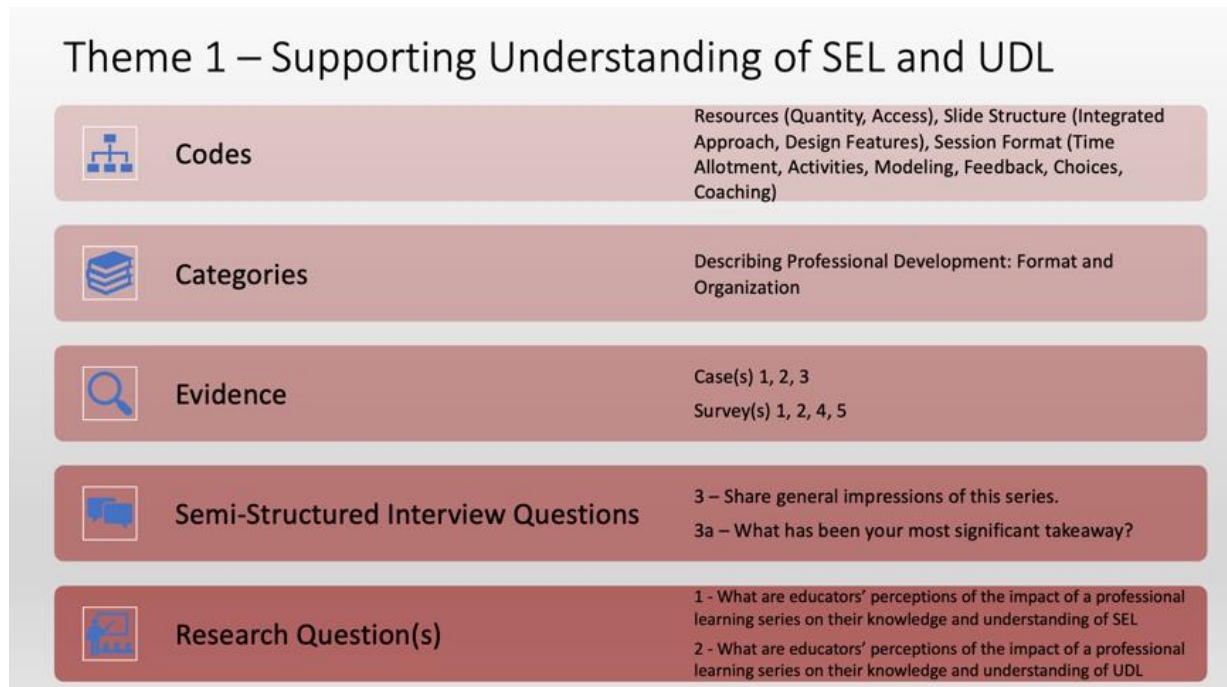 Theme 1 – Supporting Understanding of SEL and UDL
Codes
Resources (Quantity, Access), Slide Structure (Integrated
Approach, Design Features), Session Format (Time
Allotment, Activities, Modeling, Feedback, Choices,
Coaching)
Categories
Describing Professional Development: Format and
Organization
Evidence
Case(s) 1, 2, 3
Survey(s) 1, 2, 4, 5
Semi-Structured Interview Questions
3 – Share general impressions of this series.
3a – What has been your most significant takeaway?
Research Question(s)
1 - What are educators’ perceptions of the impact of a professional
learning series on their knowledge and understanding of SEL
2 - What are educators’ perceptions of the impact of a professional
learning series on their knowledge and understanding of UDL